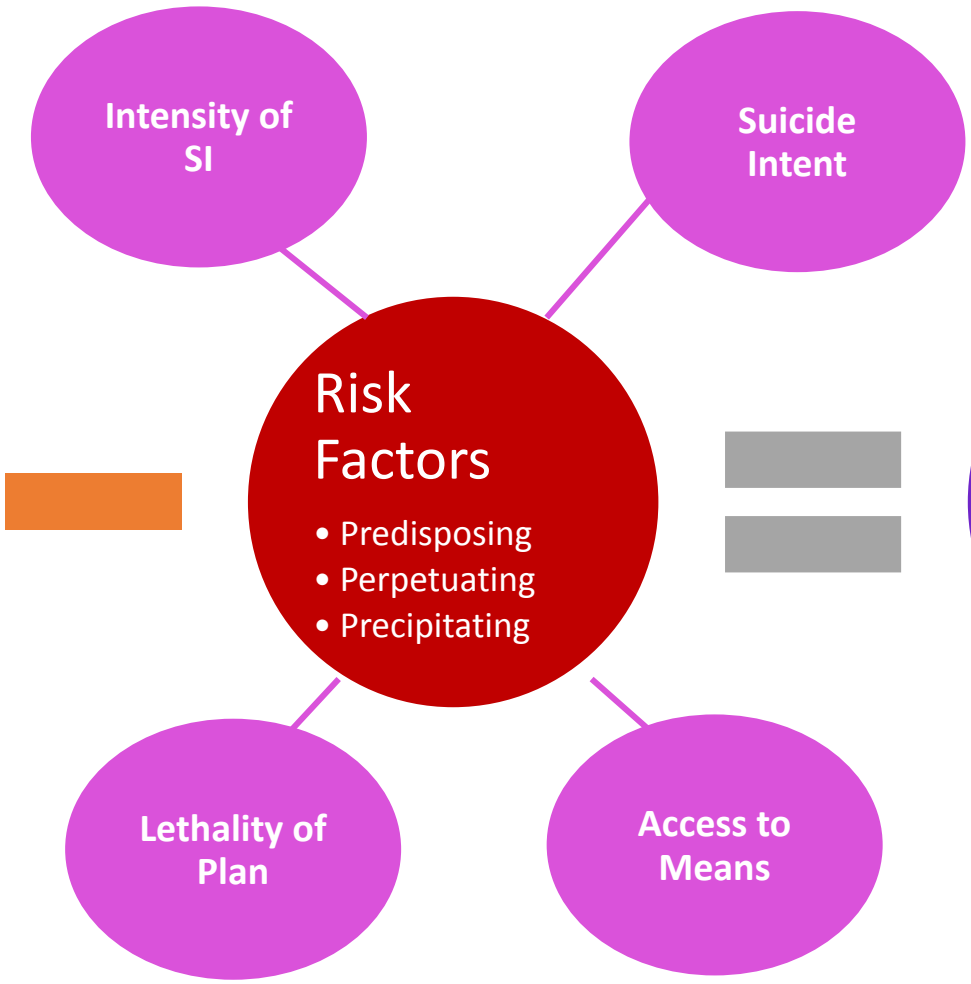 Intensity of
SI
Suicide
Intent
Risk
Factors
• Predisposing
• Perpetuating
• Precipitating
Lethality of
Plan
Access to
Means